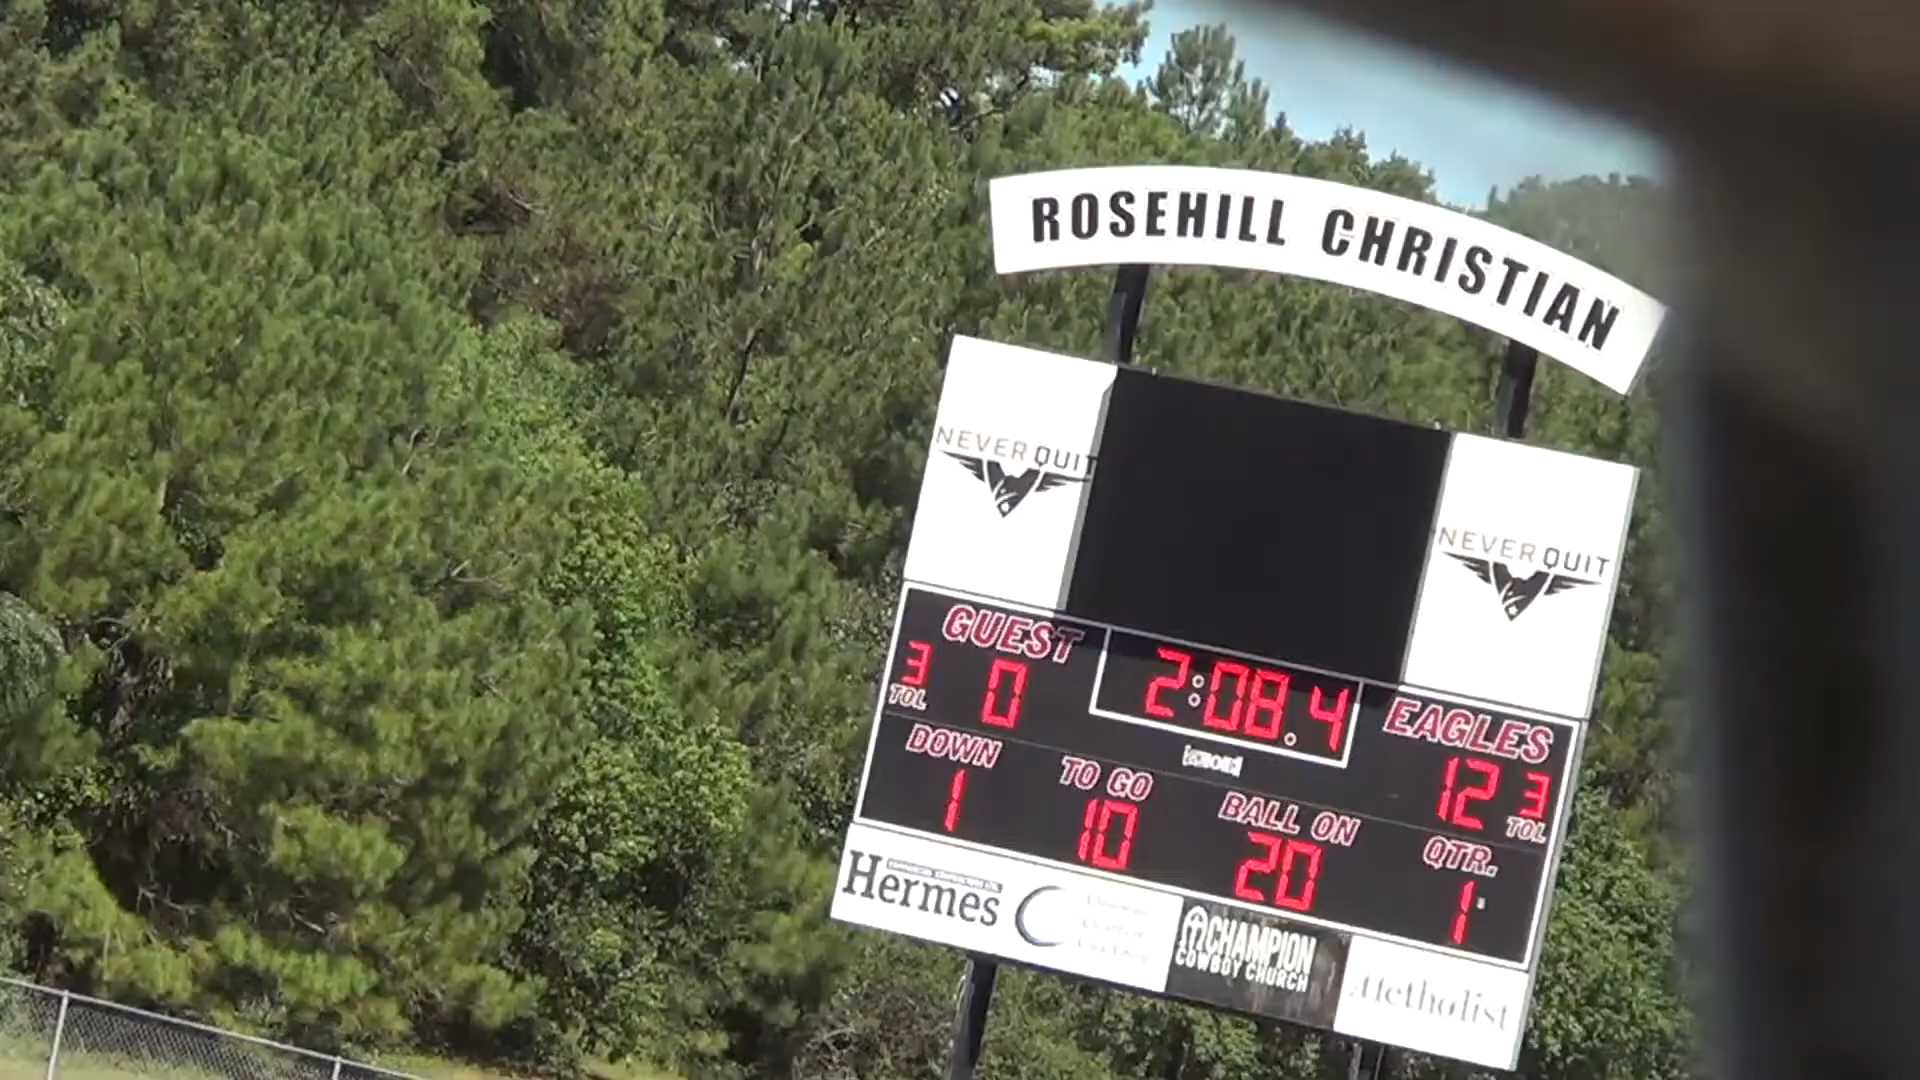 ROSEHILL CHRISTIAN
NEVER QUIT
NEVER QUIT
GUEST
3
TOL
0
2:08.4
EAGLES
12
3
TOL
DOWN
1
TO GO
10
BALL ON
20
QTR.
1
Hermes
CHAMPION
COWBOY CHURCH
Methodist